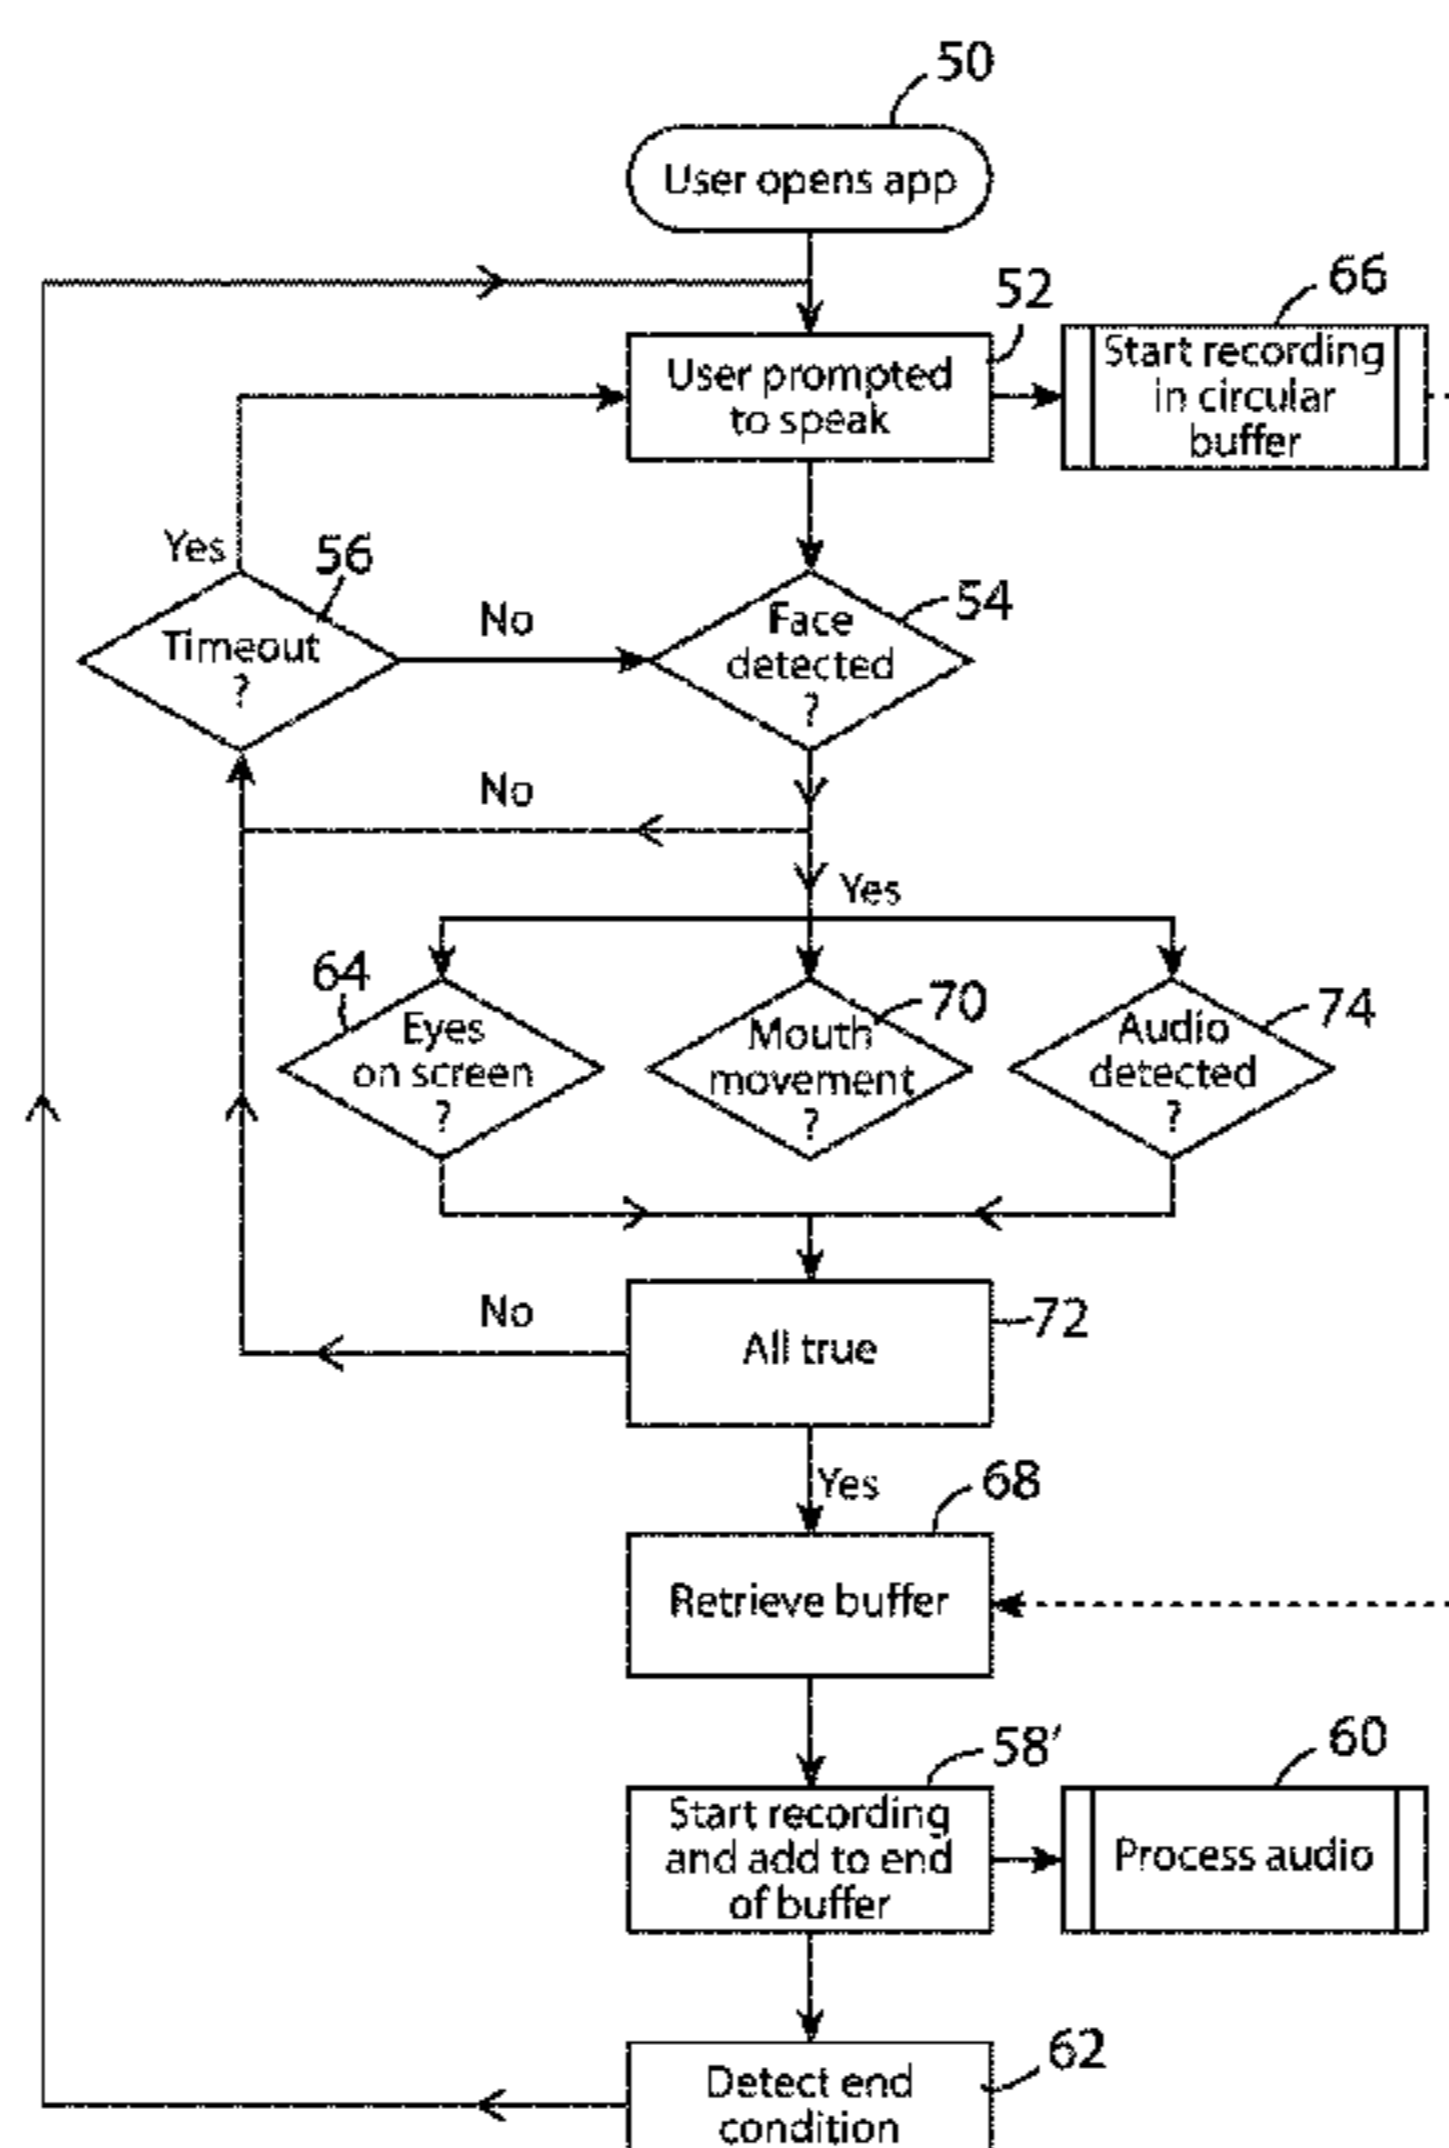 50
User opens app
52
66
User prompted
to speak
Start recording
in circular
buffer
Yes
56
Timeout
?
No
54
Face
detected
?
No
Yes
64
Eyes
on screen
?
70
Mouth
movement
?
74
Audio
detected
?
No
72
All true
Yes
68
Retrieve buffer
58'
60
Start recording
and add to end
of buffer
Process audio
62
Detect end
condition